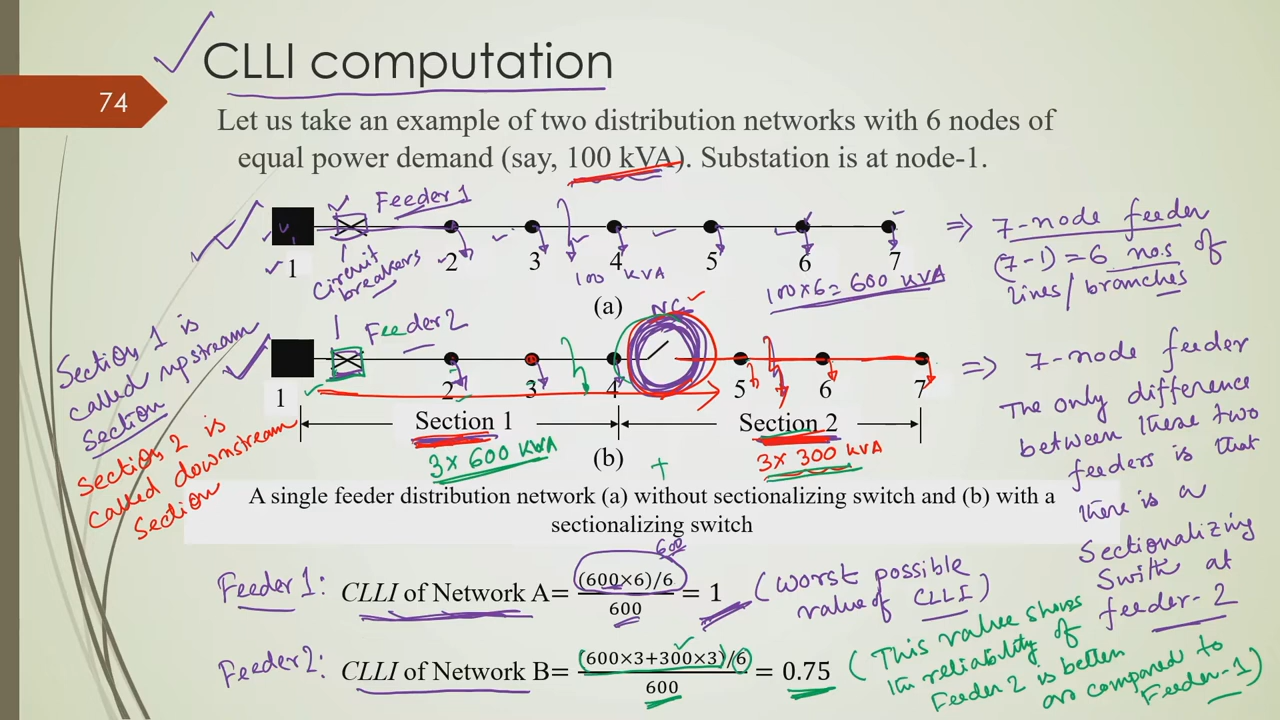 CLLI computation
74
Let us take an example of two distribution networks with 6 nodes of
equal power demand (say, 100 kVA). Substation is at node-1.
Feeder 1
1 2 3 4 5 6 7
Circuit
breakers
100 KVA
100×6=600 KVA
(a)
⇒ 7-node feeder
(7-1) = 6 nos of
lines/branches
NC
Feeder 2
1 2 3 4 5 6 7
Section 1
Section 2
3× 600 KVA
+
3× 300 KVA
(b)
Section 1 is
called upstream
Section
Section 2 is
called downstream
Section
⇒ 7-node feeder
The only difference
between these two
feeders is that
there is a
Sectionalizing
Swith at
feeder-2
A single feeder distribution network (a) without sectionalizing switch and (b) with a
sectionalizing switch
600
Feeder 1: CLLI of Network A= (600×6)/6 / 600 = 1 (worst possible
value of CLLI)
Feeder 2: CLLI of Network B= (600×3+300×3)/6 / 600 = 0.75 (This value shows
the reliability of
Feeder 2 is better
as compared to
Feeder-1)